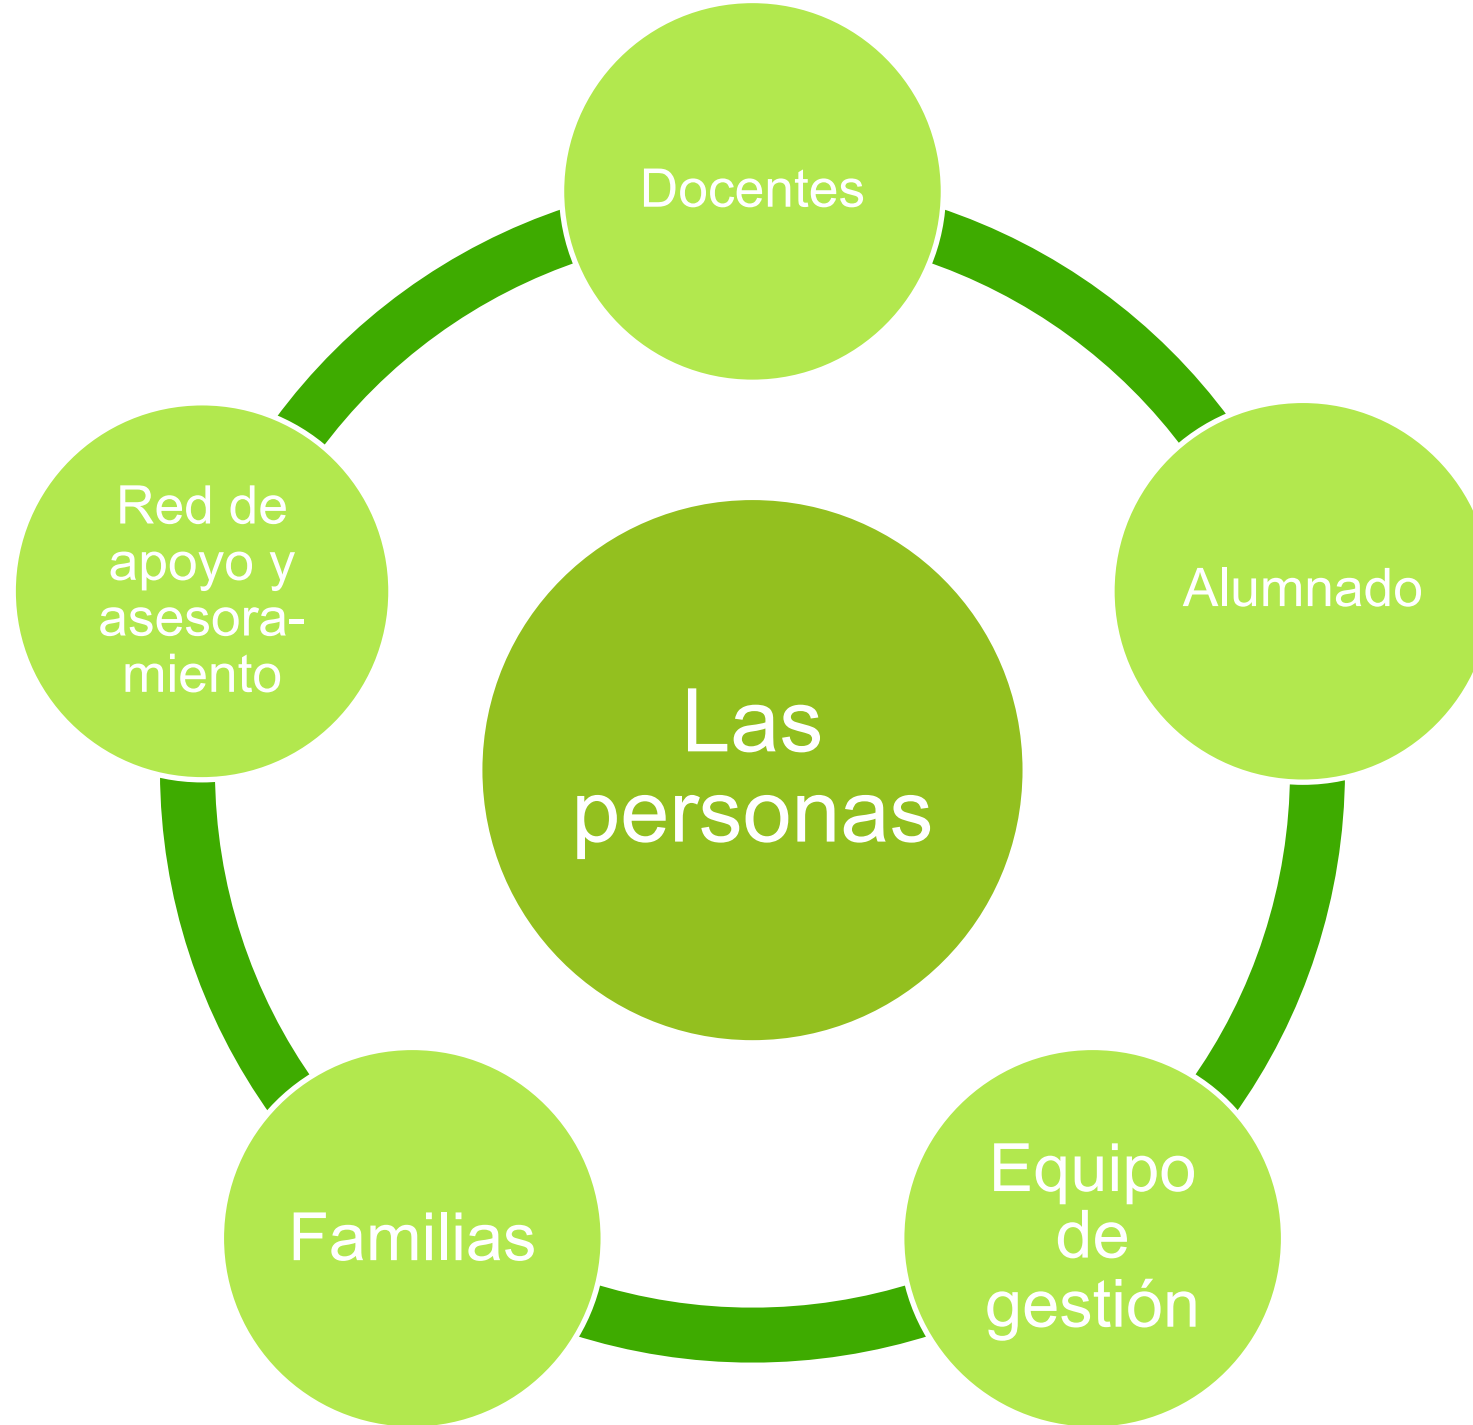 Docentes
Alumnado
Equipo
de
gestión
Familias
Red de
apoyo y
asesora-
miento
Las
personas